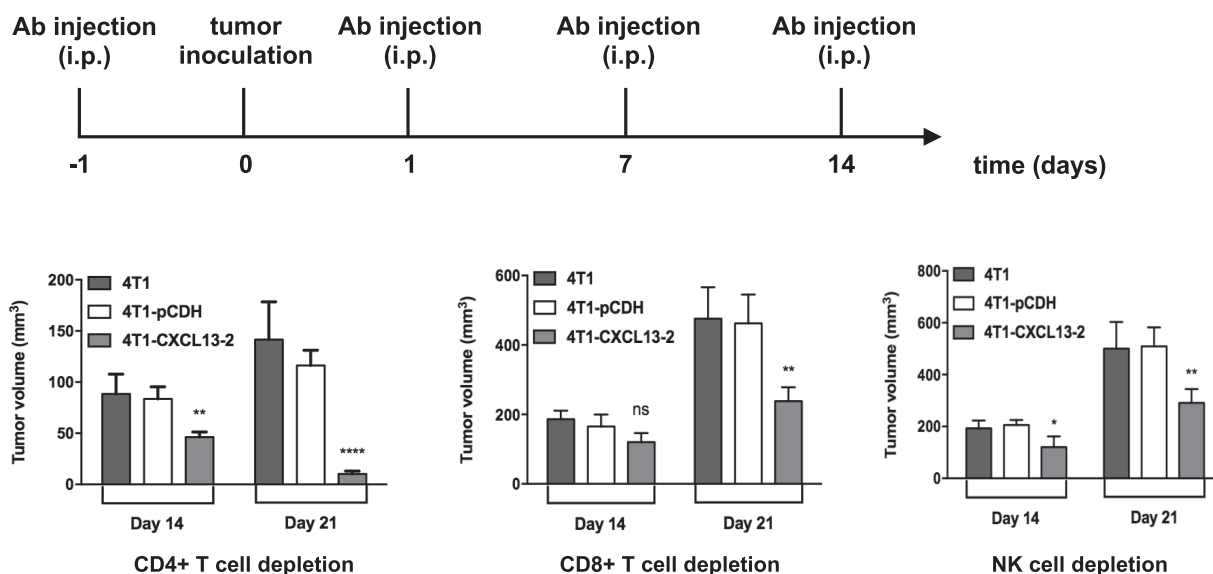 Ab injection (i.p.)
tumor inoculation
Ab injection (i.p.)
Ab injection (i.p.)
Ab injection (i.p.)
-1 0 1 7 14 time (days)
Tumor volume (mm³)
200
150
100
50
0
4T1
4T1-pCDH
4T1-CXCL13-2
**
****
Day 14
Day 21
CD4+ T cell depletion
Tumor volume (mm³)
600
400
200
0
4T1
4T1-pCDH
4T1-CXCL13-2
ns
**
Day 14
Day 21
CD8+ T cell depletion
Tumor volume (mm³)
800
600
400
200
0
4T1
4T1-pCDH
4T1-CXCL13-2
*
**
Day 14
Day 21
NK cell depletion